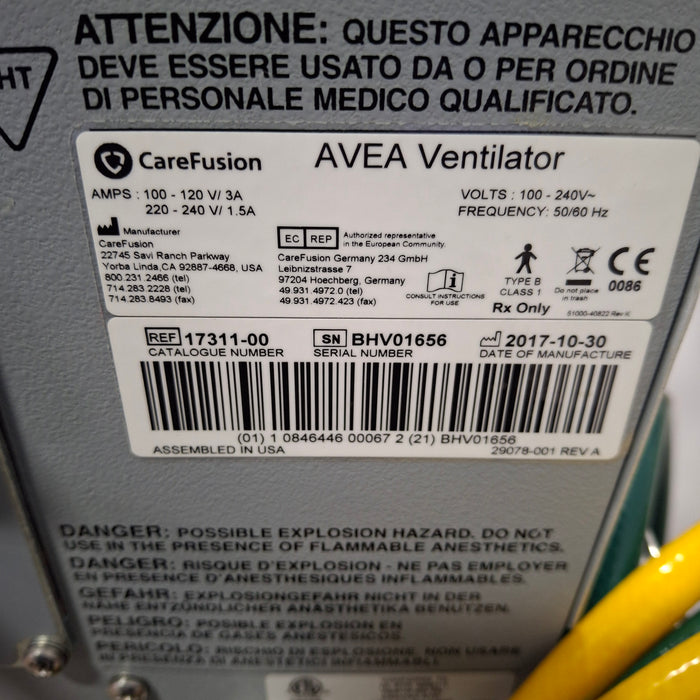 ATTENZIONE: QUESTO APPARECCHIO
DEVE ESSERE USATO DA O PER ORDINE
DI PERSONALE MEDICO QUALIFICATO.
HT
CareFusion
AVEA Ventilator
AMPS : 100 - 120 V/ 3A
220 - 240 V/ 1.5A
VOLTS : 100 - 240V~
FREQUENCY: 50/60 Hz
Manufacturer
CareFusion
22745 Savi Ranch Parkway
Yorba Linda,CA 92887-4668, USA
800.231.2466 (tel)
714.283.2228 (tel)
714.283.8493 (fax)
EC REP
Authorized representative
in the European Community.
CareFusion Germany 234 GmbH
Leibnizstrasse 7
97204 Hoechberg, Germany
49.931.4972.0 (tel)
49.931.4972.423 (fax)
CONSULT INSTRUCTIONS
FOR USE
TYPE B
CLASS 1
Do not place
in trash
CE
0086
Rx Only
51000-40822 Rev K
REF 17311-00
CATALOGUE NUMBER
SN BHV01656
SERIAL NUMBER
2017-10-30
DATE OF MANUFACTURE
(01) 1 0846446 00067 2 (21) BHV01656
ASSEMBLED IN USA
29078-001 REV A
DANGER: POSSIBLE EXPLOSION HAZARD. DO NOT
USE IN THE PRESENCE OF FLAMMABLE ANESTHETICS.
DANGER: RISQUE D'EXPLOSION - NE PAS EMPLOYER
EN PRESENCE D'ANESTHESIQUES INFLAMMABLES.
GEFAHR: EXPLOSIONGEFAHR NICHT IN DER
NÄHE ENTZÜNDLICHER ANÄSTHETIKA BENUTZEN.
PELIGRO: POSIBLE EXPLOSION EN
PRESENCIA DE GASES ANESTESICOS.
PERICOLO: RISCHIO DI ESPLOSIONE. NON USARE
IN PRESENZA DI ANESTETICI INFIAMMABILI.